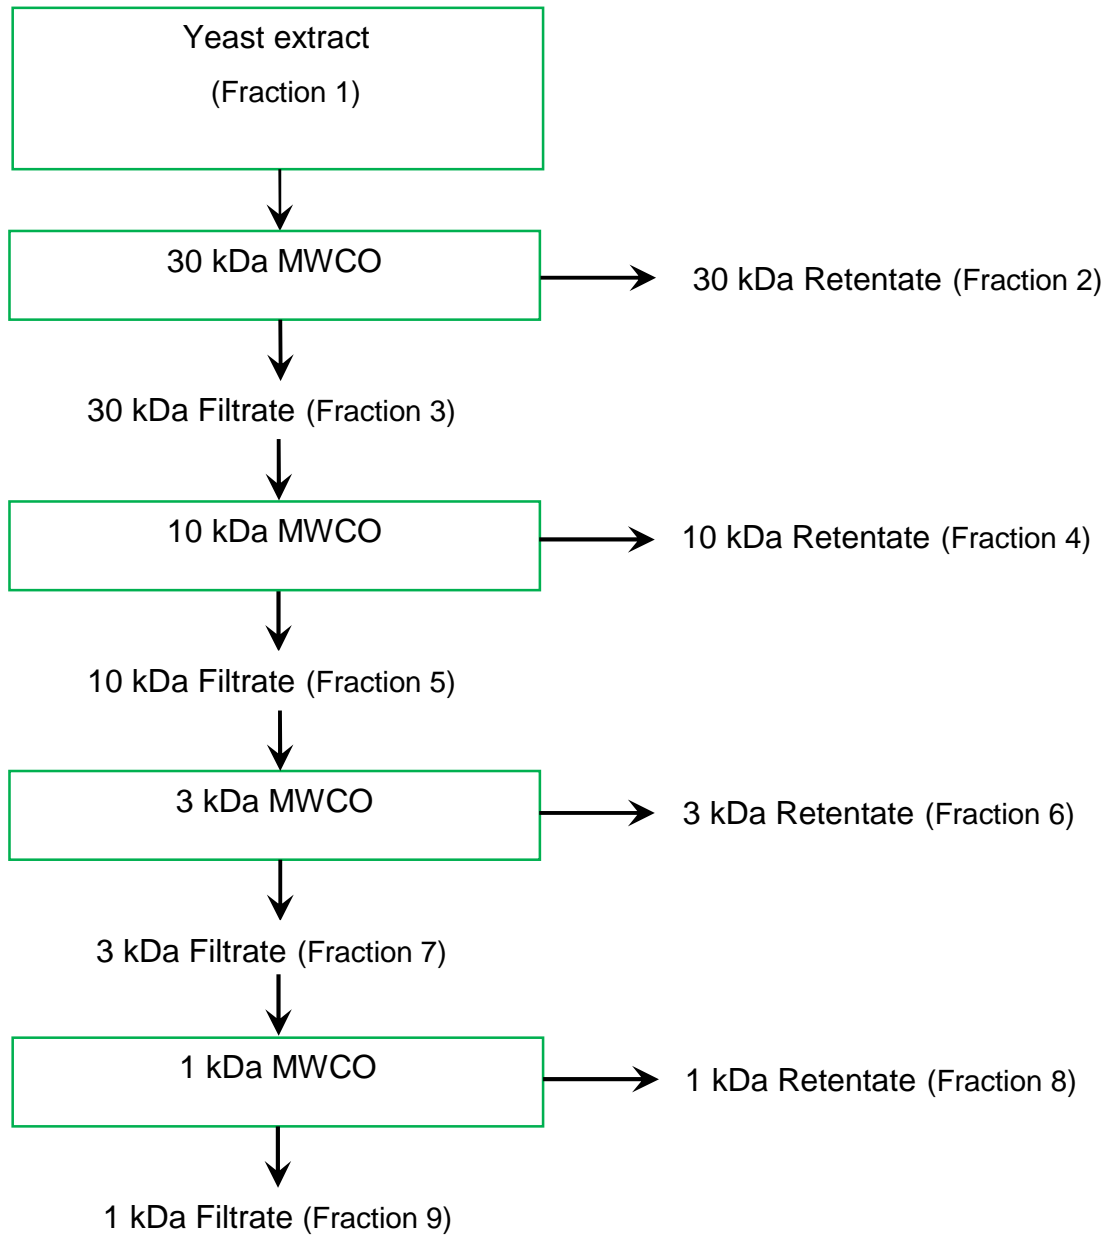 Yeast extract
(Fraction 1)
30 kDa MWCO
30 kDa Retentate (Fraction 2)
30 kDa Filtrate (Fraction 3)
10 kDa MWCO
10 kDa Retentate (Fraction 4)
10 kDa Filtrate (Fraction 5)
3 kDa MWCO
3 kDa Retentate (Fraction 6)
3 kDa Filtrate (Fraction 7)
1 kDa MWCO
1 kDa Retentate (Fraction 8)
1 kDa Filtrate (Fraction 9)